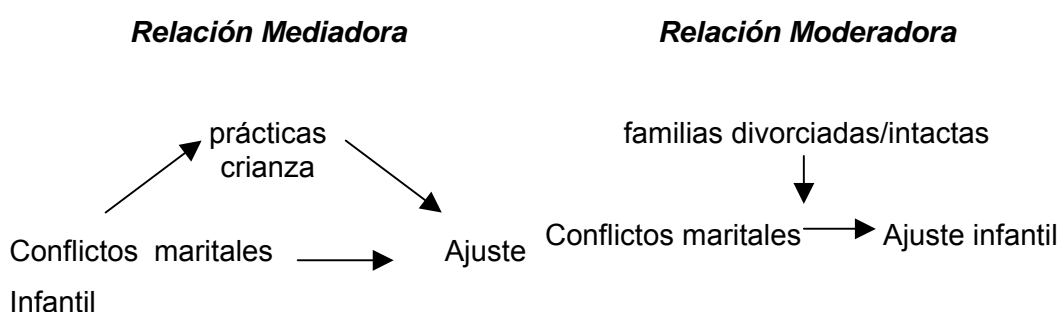 Relación Mediadora
prácticas
crianza
Conflictos maritales
Ajuste
Infantil
Relación Moderadora
familias divorciadas/intactas
Conflictos maritales
Ajuste infantil